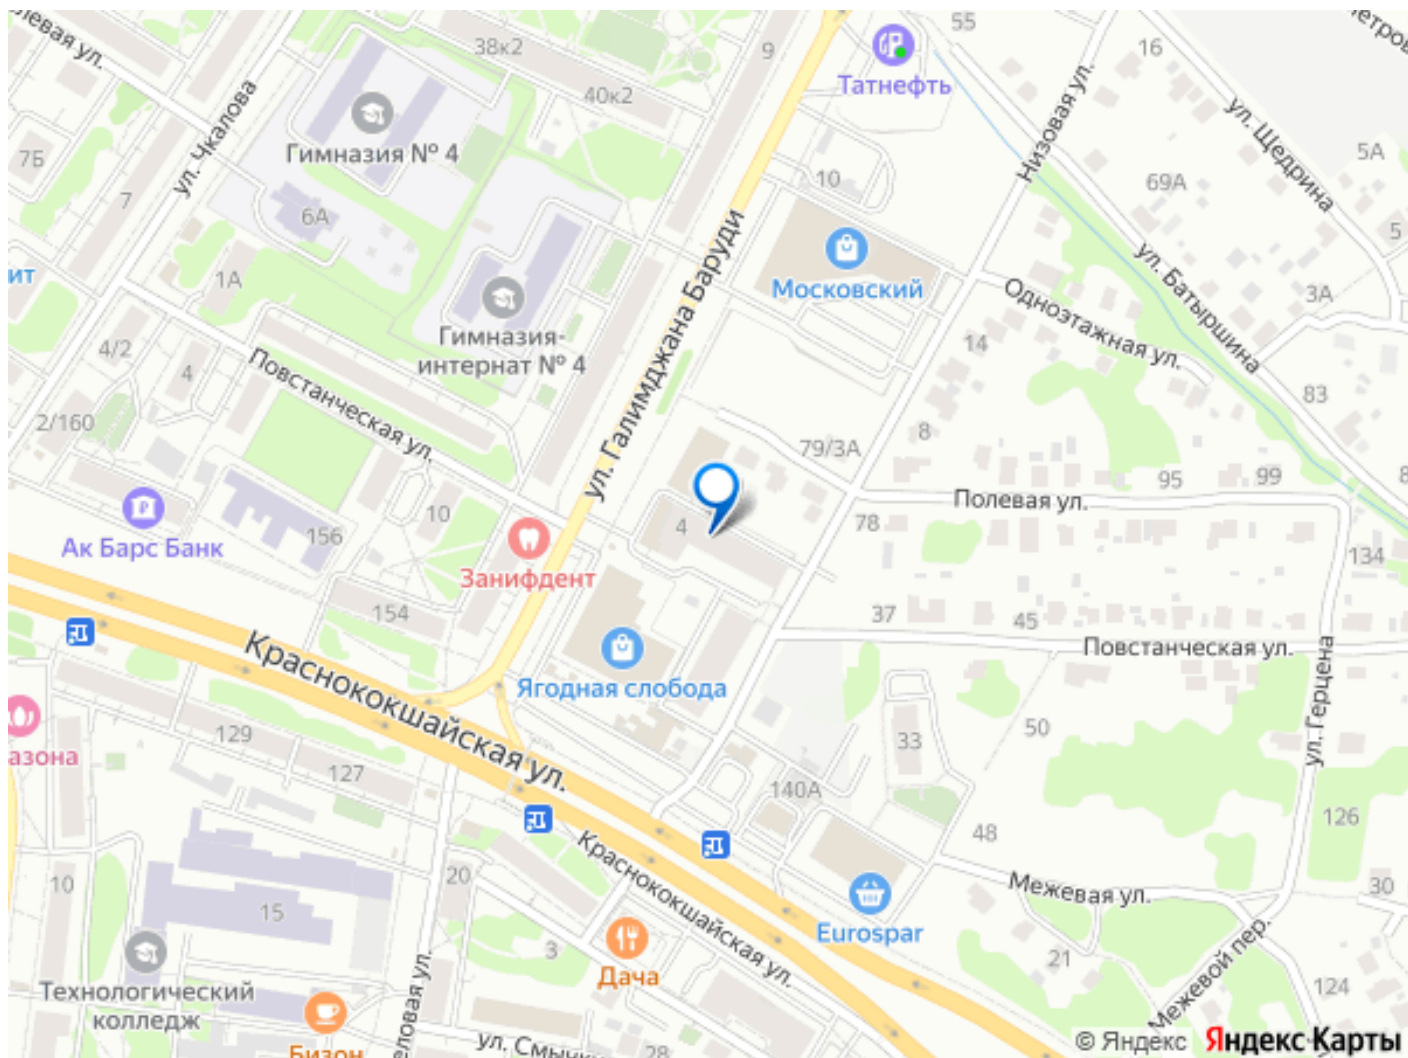 55
Татнефть
16
38к2
9
40к2
Гимназия № 4
7Б
ул. Чкалова
7
6А
1А
ит
Гимназия-
интернат № 4
4/2
4
2/160
Повстанческая ул.
ул. Галимджана Баруди
10
Московский
Низовая ул.
ул. Щедрина
5А
69А
5
ул. Батыршина
3А
Одноэтажная ул.
14
83
8
79/3А
95
99
Полевая ул.
78
134
4
10
Ак Барс Банк
156
Занифдент
154
37
45
Повстанческая ул.
ул. Герцена
Краснококшайская ул.
Ягодная слобода
129
127
азона
33
50
140А
48
126
Краснококшайская ул.
Межевая ул.
30
Eurospar
20
10
15
3
Дача
21
Межевой пер.
124
Технологический
колледж
Бизон
еловая ул.
28
© Яндекс Яндекс Карты